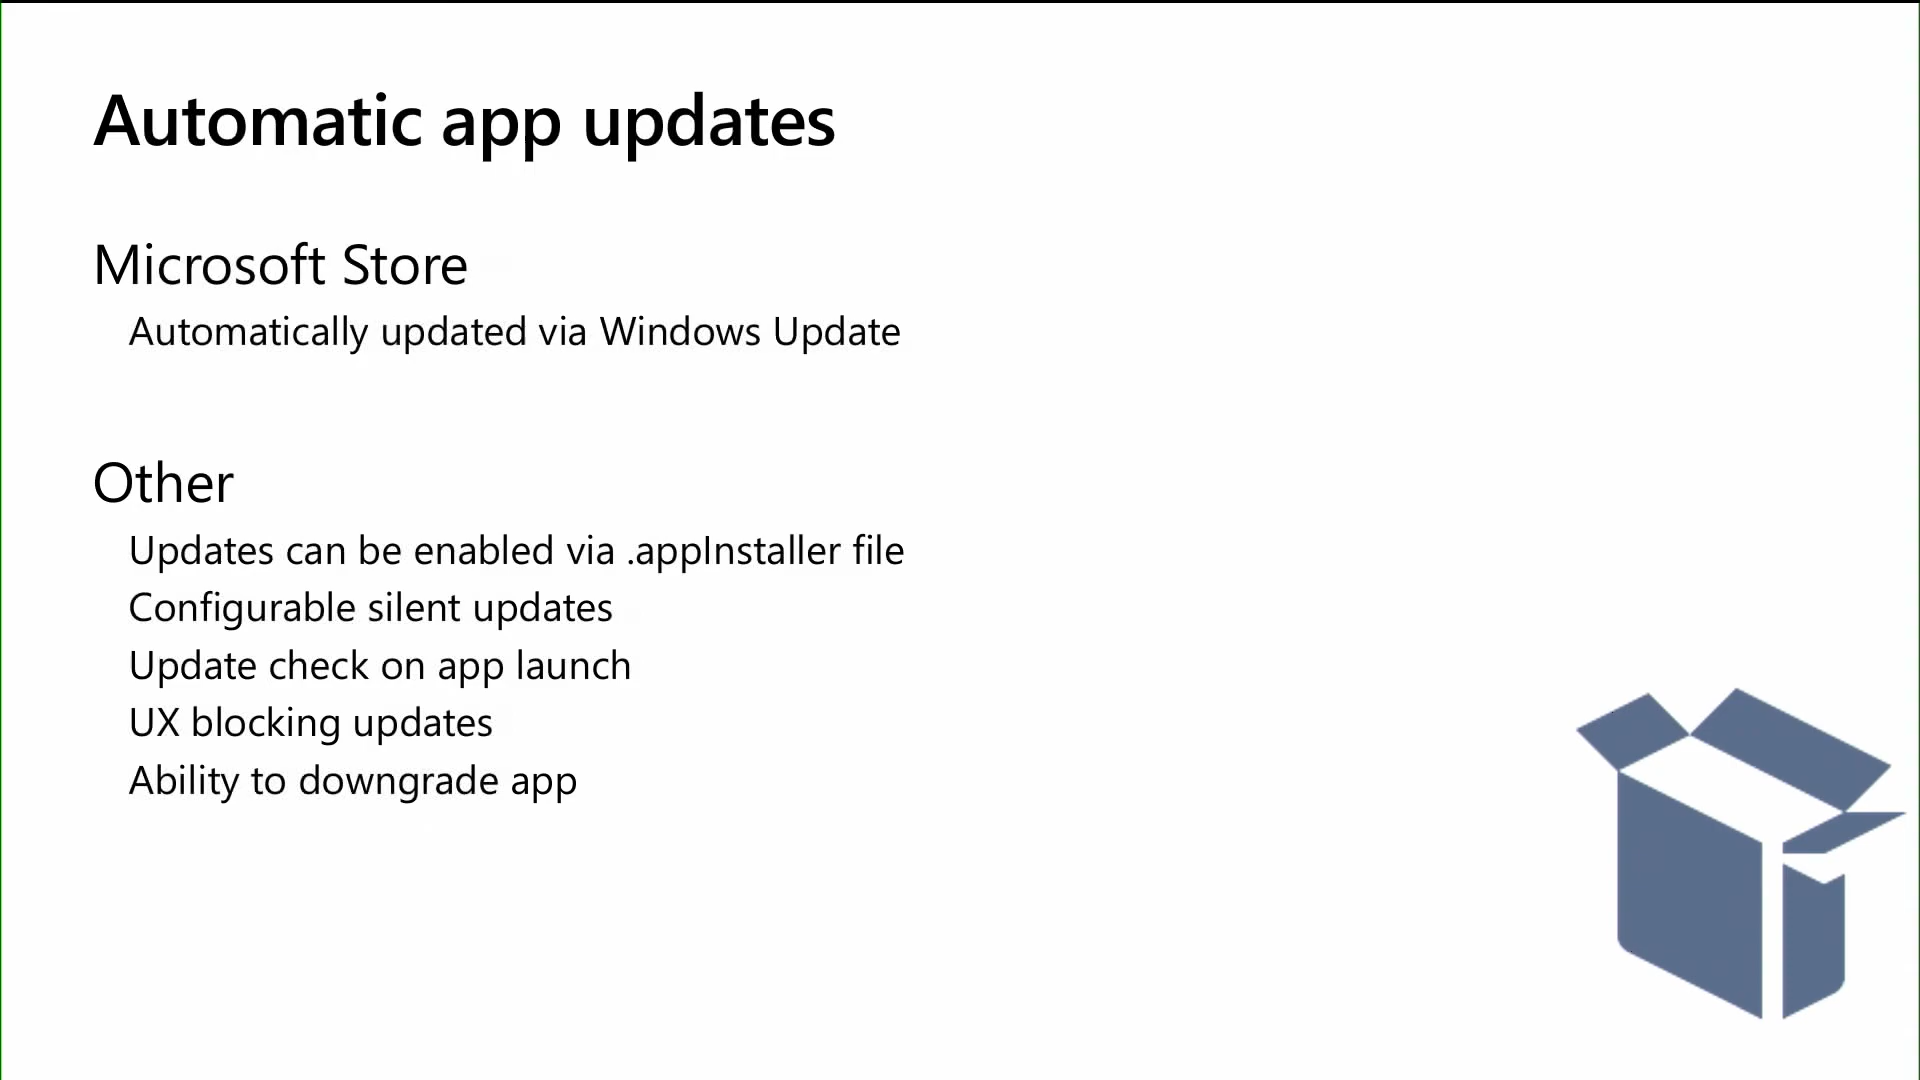 Automatic app updates
Microsoft Store
Automatically updated via Windows Update
Other
Updates can be enabled via .appInstaller file
Configurable silent updates
Update check on app launch
UX blocking updates
Ability to downgrade app